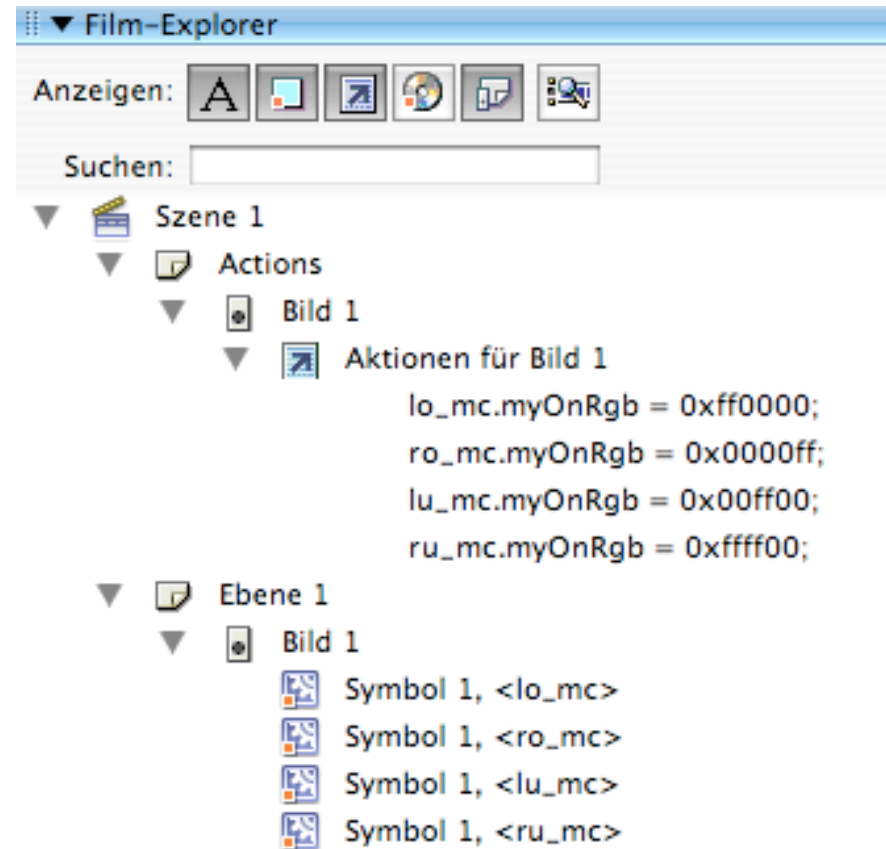 Film-Explorer
Anzeigen: A
Suchen:
Szene 1
Actions
Bild 1
Aktionen für Bild 1
lo_mc.myOnRgb = 0xff0000;
ro_mc.myOnRgb = 0x0000ff;
lu_mc.myOnRgb = 0x00ff00;
ru_mc.myOnRgb = 0xffff00;
Ebene 1
Bild 1
Symbol 1, <lo_mc>
Symbol 1, <ro_mc>
Symbol 1, <lu_mc>
Symbol 1, <ru_mc>